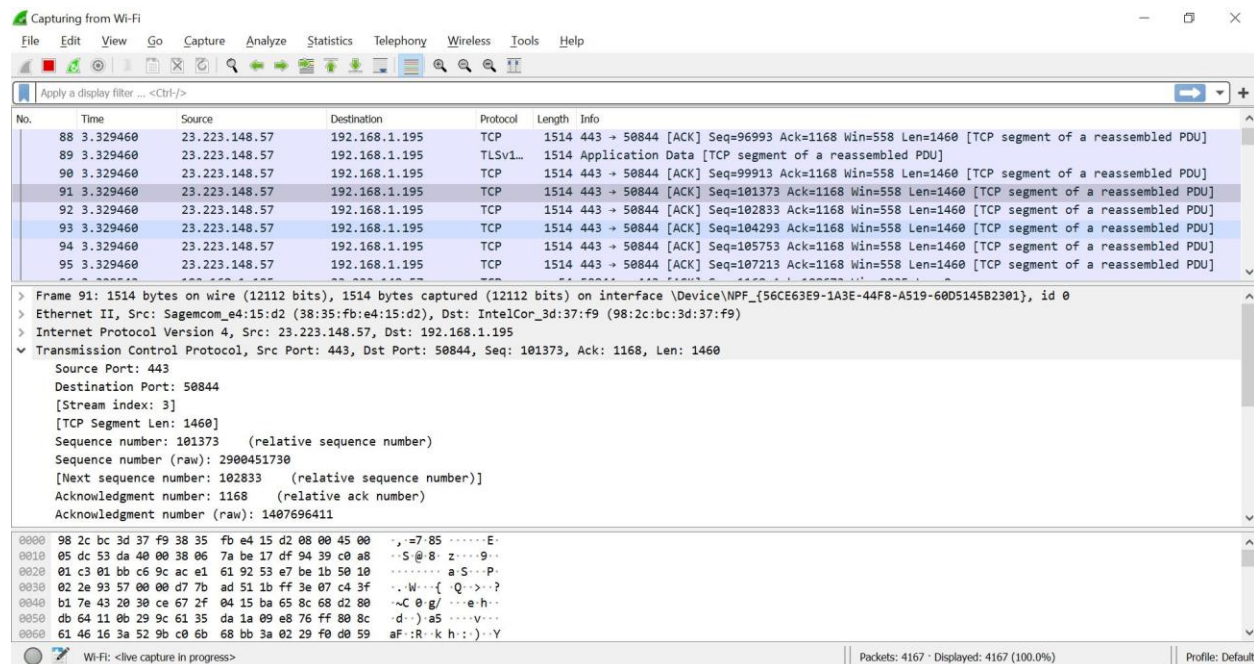 Capturing from Wi-Fi
File Edit View Go Capture Analyze Statistics Telephony Wireless Tools Help
Apply a display filter ... <Ctrl-/>
No. Time Source Destination Protocol Length Info
88 3.329460 23.223.148.57 192.168.1.195 TCP 1514 443 → 50844 [ACK] Seq=96993 Ack=1168 Win=558 Len=1460 [TCP segment of a reassembled PDU]
89 3.329460 23.223.148.57 192.168.1.195 TLSv1… 1514 Application Data [TCP segment of a reassembled PDU]
90 3.329460 23.223.148.57 192.168.1.195 TCP 1514 443 → 50844 [ACK] Seq=99913 Ack=1168 Win=558 Len=1460 [TCP segment of a reassembled PDU]
91 3.329460 23.223.148.57 192.168.1.195 TCP 1514 443 → 50844 [ACK] Seq=101373 Ack=1168 Win=558 Len=1460 [TCP segment of a reassembled PDU]
92 3.329460 23.223.148.57 192.168.1.195 TCP 1514 443 → 50844 [ACK] Seq=102833 Ack=1168 Win=558 Len=1460 [TCP segment of a reassembled PDU]
93 3.329460 23.223.148.57 192.168.1.195 TCP 1514 443 → 50844 [ACK] Seq=104293 Ack=1168 Win=558 Len=1460 [TCP segment of a reassembled PDU]
94 3.329460 23.223.148.57 192.168.1.195 TCP 1514 443 → 50844 [ACK] Seq=105753 Ack=1168 Win=558 Len=1460 [TCP segment of a reassembled PDU]
95 3.329460 23.223.148.57 192.168.1.195 TCP 1514 443 → 50844 [ACK] Seq=107213 Ack=1168 Win=558 Len=1460 [TCP segment of a reassembled PDU]
> Frame 91: 1514 bytes on wire (12112 bits), 1514 bytes captured (12112 bits) on interface \Device\NPF_{56CE63E9-1A3E-44F8-A519-60D5145B2301}, id 0
> Ethernet II, Src: Sagemcom_e4:15:d2 (38:35:fb:e4:15:d2), Dst: IntelCor_3d:37:f9 (98:2c:bc:3d:37:f9)
> Internet Protocol Version 4, Src: 23.223.148.57, Dst: 192.168.1.195
Transmission Control Protocol, Src Port: 443, Dst Port: 50844, Seq: 101373, Ack: 1168, Len: 1460
Source Port: 443
Destination Port: 50844
[Stream index: 3]
[TCP Segment Len: 1460]
Sequence number: 101373 (relative sequence number)
Sequence number (raw): 2900451730
[Next sequence number: 102833 (relative sequence number)]
Acknowledgment number: 1168 (relative ack number)
Acknowledgment number (raw): 1407696411
0000 98 2c bc 3d 37 f9 38 35 fb e4 15 d2 08 00 45 00 ·,·=7·85 ······E·
0010 05 dc 53 da 40 00 38 06 7a be 17 df 94 39 c0 a8 ··S·@·8· z····9··
0020 01 c3 01 bb c6 9c ac e1 61 92 53 e7 be 1b 50 10 ········ a·S···P·
0030 02 2e 93 57 00 00 d7 7b ad 51 1b ff 3e 07 c4 3f ·.·W···{ ·Q··>··?
0040 b1 7e 43 20 30 ce 67 2f 04 15 ba 65 8c 68 d2 80 ·~C 0·g/ ···e·h··
0050 db 64 11 0b 29 9c 61 35 da 1a 09 e8 76 ff 80 8c ·d··)·a5 ····v···
0060 61 46 16 3a 52 9b c0 6b 68 bb 3a 02 29 f0 d0 59 aF·:R··k h·:·)··Y
Wi-Fi: <live capture in progress> Packets: 4167 · Displayed: 4167 (100.0%) Profile: Default